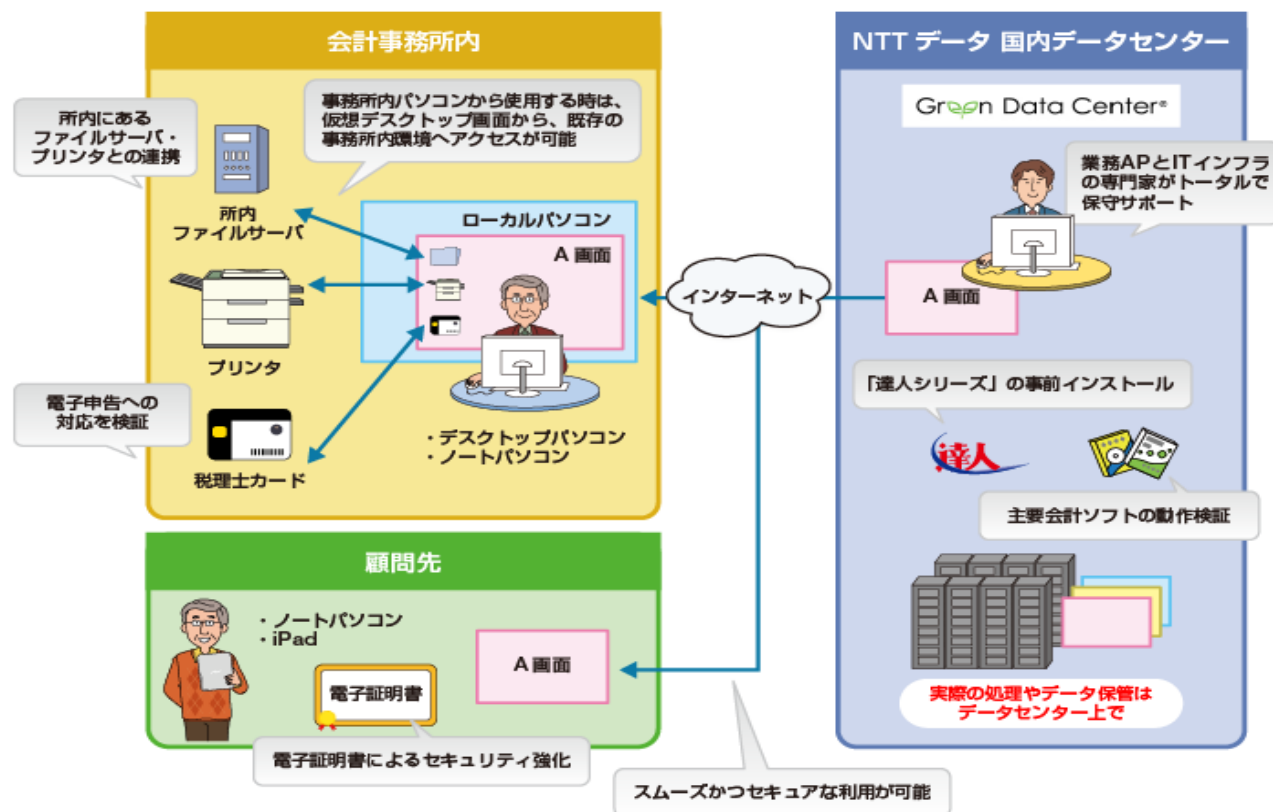 会計事務所内
所内にある
ファイルサーバ・
プリンタとの連携
事務所内パソコンから使用する時は、
仮想デスクトップ画面から、既存の
事務所内環境へアクセスが可能
所内
ファイルサーバ
ローカルパソコン
A 画面
プリンタ
電子申告への
対応を検証
税理士カード
・デスクトップパソコン
・ノートパソコン
インターネット
NTT データ 国内データセンター
Green Data Center®
業務APとITインフラ
の専門家がトータルで
保守サポート
A 画面
「達人シリーズ」の事前インストール
達人
主要会計ソフトの動作検証
実際の処理やデータ保管は
データセンター上で
顧問先
・ノートパソコン
・iPad
電子証明書
A 画面
電子証明書によるセキュリティ強化
スムーズかつセキュアな利用が可能